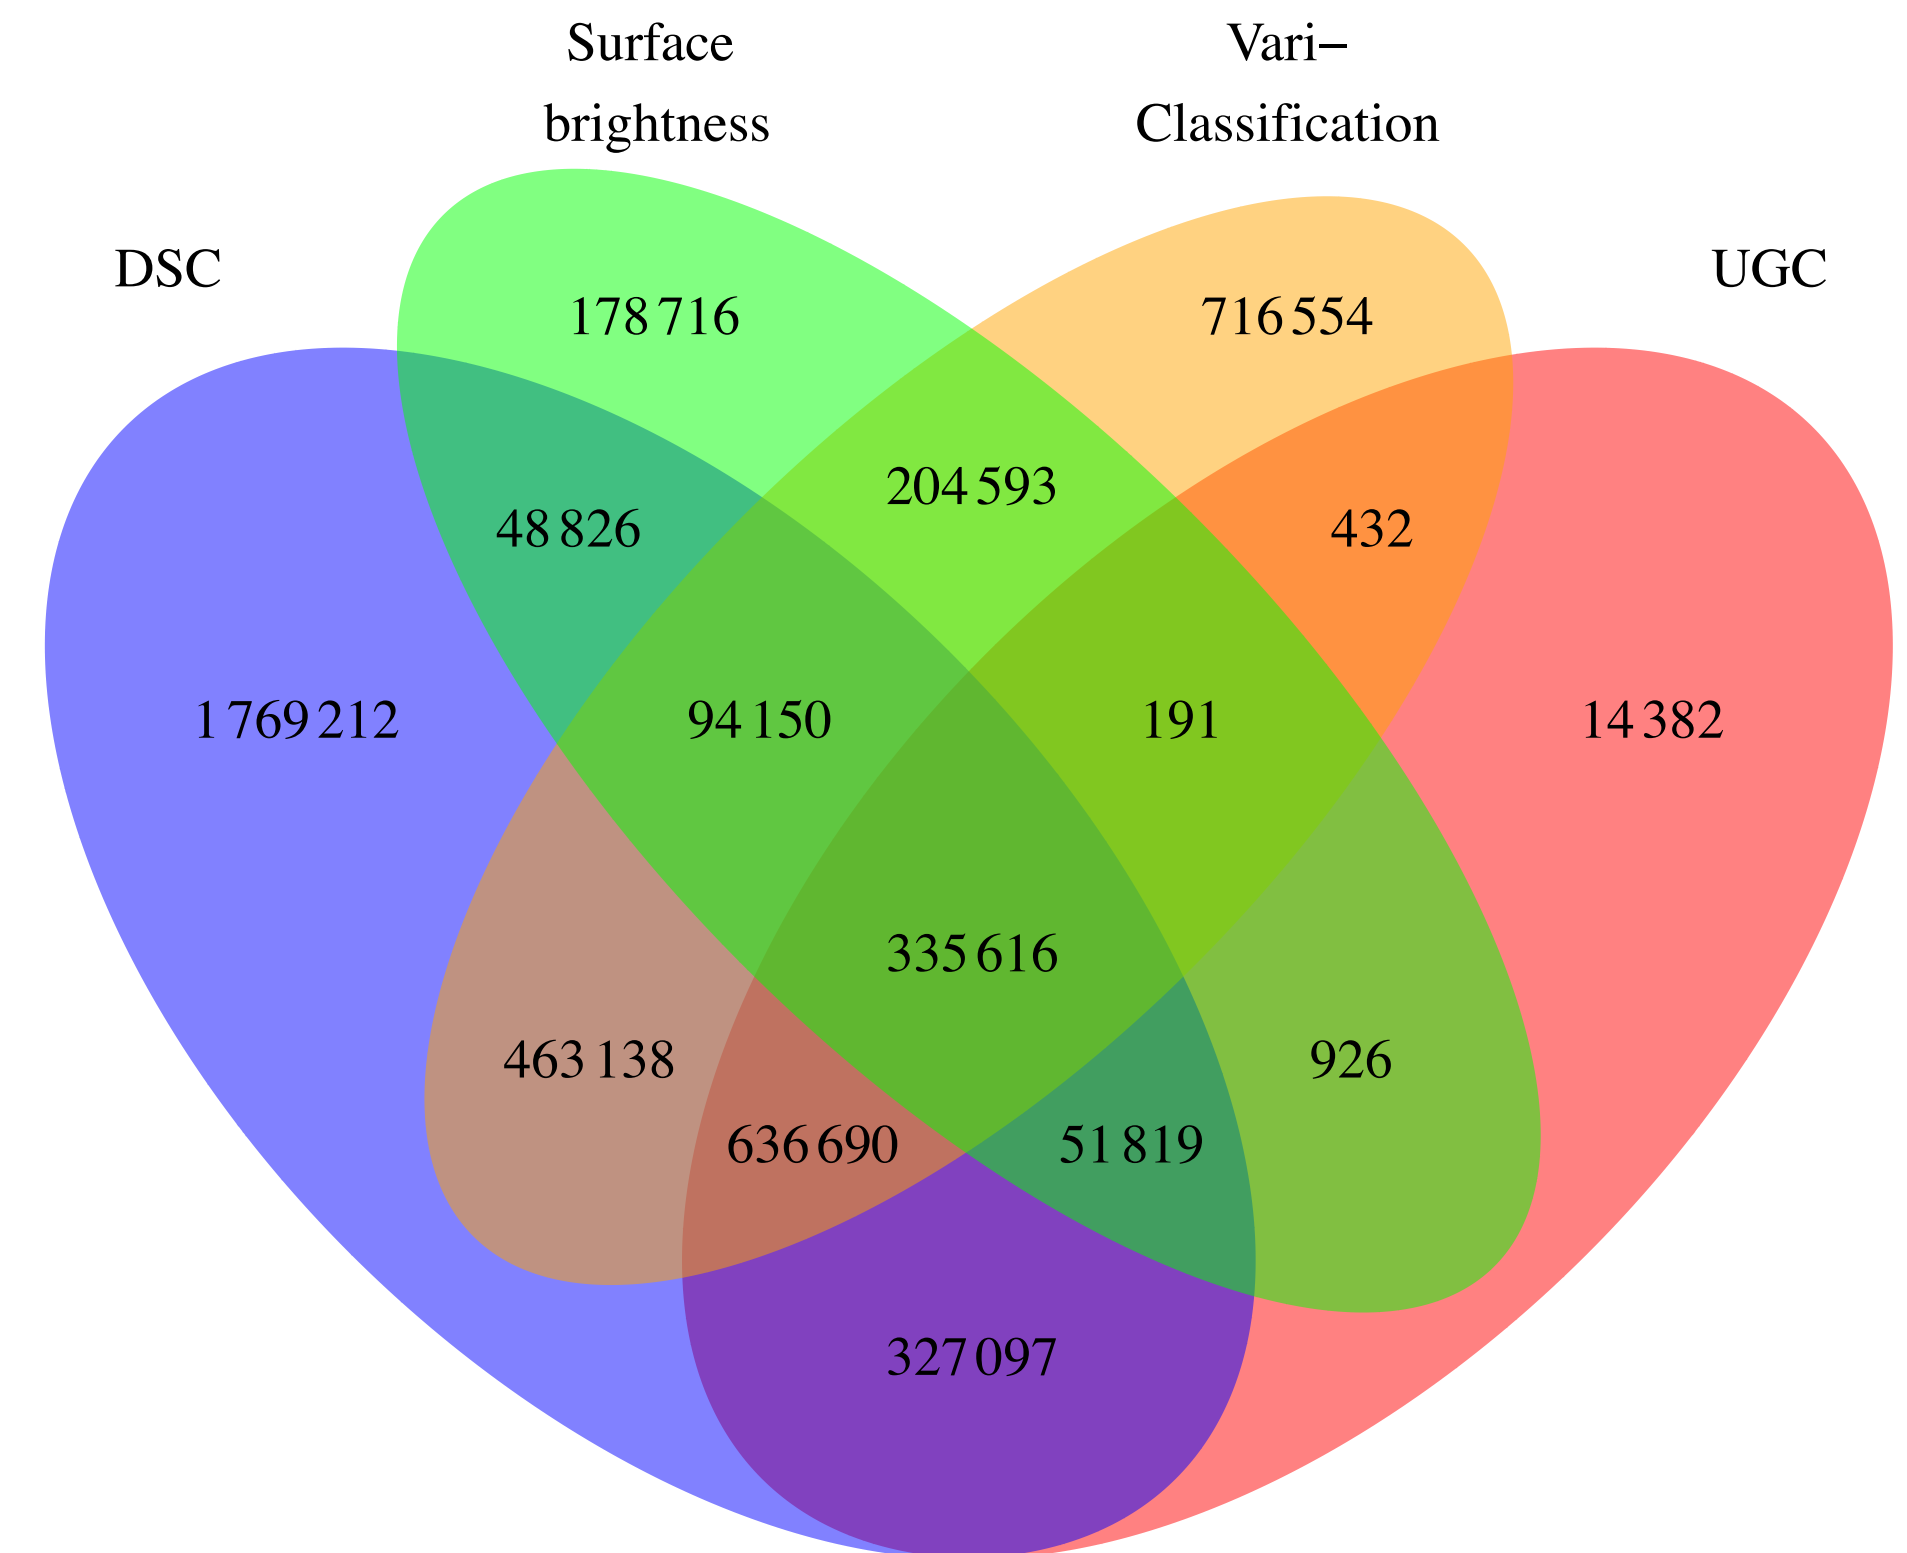 Surface
brightness
Vari−
Classification
DSC
UGC
178 716
716 554
204 593
48 826
432
1 769 212
94 150
191
14 382
335 616
463 138
926
636 690
51 819
327 097